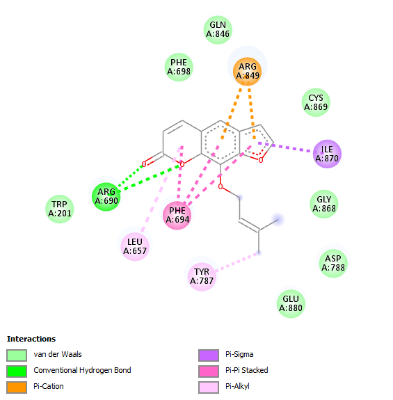 GLN
A:846
PHE
A:698
ARG
A:849
CYS
A:869
ILE
A:870
TRP
A:201
ARG
A:690
PHE
A:694
GLY
A:868
LEU
A:657
TYR
A:787
ASP
A:788
GLU
A:880
O
O
O
O
Interactions
van der Waals
Conventional Hydrogen Bond
Pi-Cation
Pi-Sigma
Pi-Pi Stacked
Pi-Alkyl